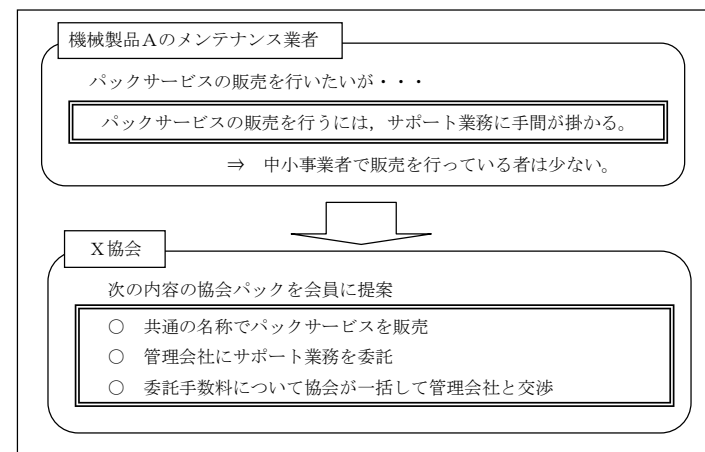 機械製品Aのメンテナンス業者
パックサービスの販売を行いたいが・・・
パックサービスの販売を行うには，サポート業務に手間が掛かる。
⇒ 中小事業者で販売を行っている者は少ない。
X協会
次の内容の協会パックを会員に提案
○ 共通の名称でパックサービスを販売
○ 管理会社にサポート業務を委託
○ 委託手数料について協会が一括して管理会社と交渉